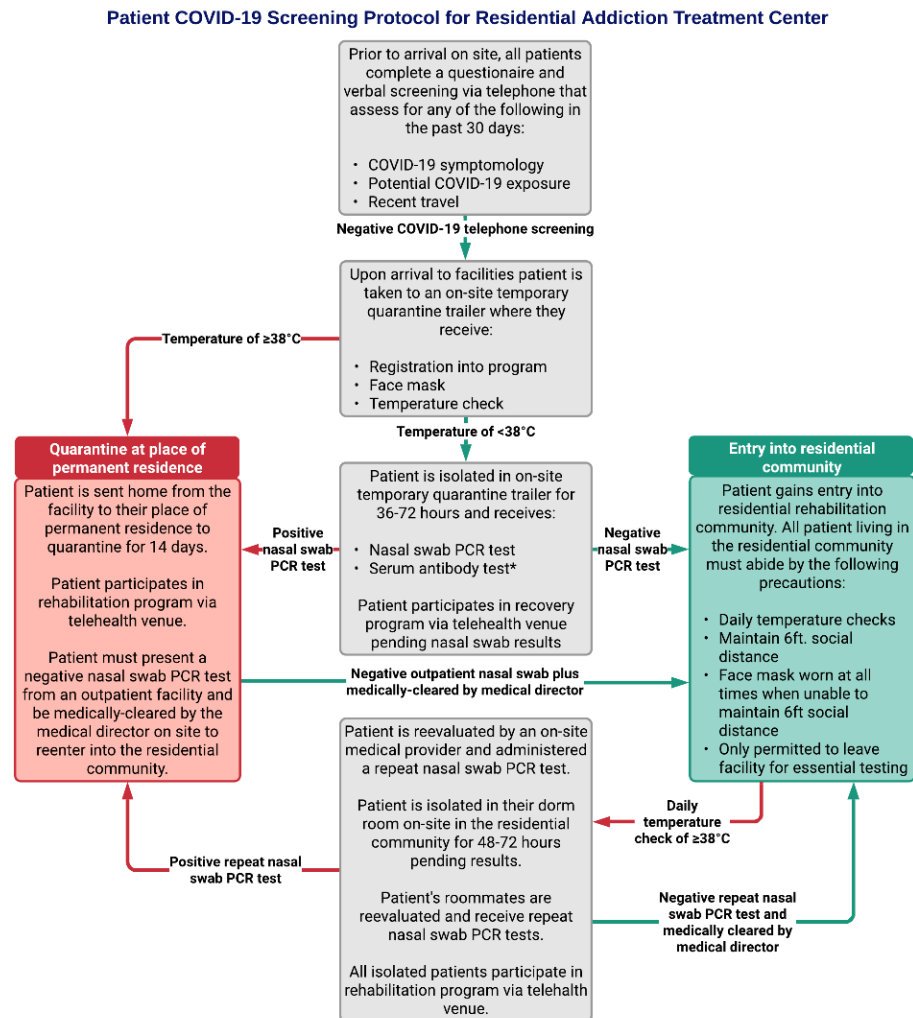 Patient COVID-19 Screening Protocol for Residential Addiction Treatment Center
Prior to arrival on site, all patients
complete a questionaire and
verbal screening via telephone that
assess for any of the following in
the past 30 days:
• COVID-19 symptomology
• Potential COVID-19 exposure
• Recent travel
Negative COVID-19 telephone screening
Upon arrival to facilities patient is
taken to an on-site temporary
quarantine trailer where they
receive:
• Registration into program
• Face mask
• Temperature check
Temperature of ≥38°C
Temperature of <38°C
Quarantine at place of
permanent residence
Patient is sent home from the
facility to their place of
permanent residence to
quarantine for 14 days.
Patient participates in
rehabilitation program via
telehealth venue.
Patient must present a
negative nasal swab PCR test
from an outpatient facility and
be medically-cleared by the
medical director on site to
reenter into the residential
community.
Positive
nasal swab
PCR test
Patient is isolated in on-site
temporary quarantine trailer for
36-72 hours and receives:
• Nasal swab PCR test
• Serum antibody test*
Patient participates in recovery
program via telehealth venue
pending nasal swab results
Negative
nasal swab
PCR test
Entry into residential
community
Patient gains entry into
residential rehabilitation
community. All patient living in
the residential community
must abide by the following
precautions:
• Daily temperature checks
• Maintain 6ft. social
distance
• Face mask worn at all
times when unable to
maintain 6ft social
distance
• Only permitted to leave
facility for essential testing
Negative outpatient nasal swab plus
medically-cleared by medical director
Patient is reevaluated by an on-site
medical provider and administered
a repeat nasal swab PCR test.
Patient is isolated in their dorm
room on-site in the residential
community for 48-72 hours
pending results.
Patient's roommates are
reevaluated and receive repeat
nasal swab PCR tests.
All isolated patients participate in
rehabilitation program via telehalth
venue.
Daily
temperature
check of ≥38°C
Positive repeat nasal
swab PCR test
Negative repeat nasal
swab PCR test and
medically cleared by
medical director